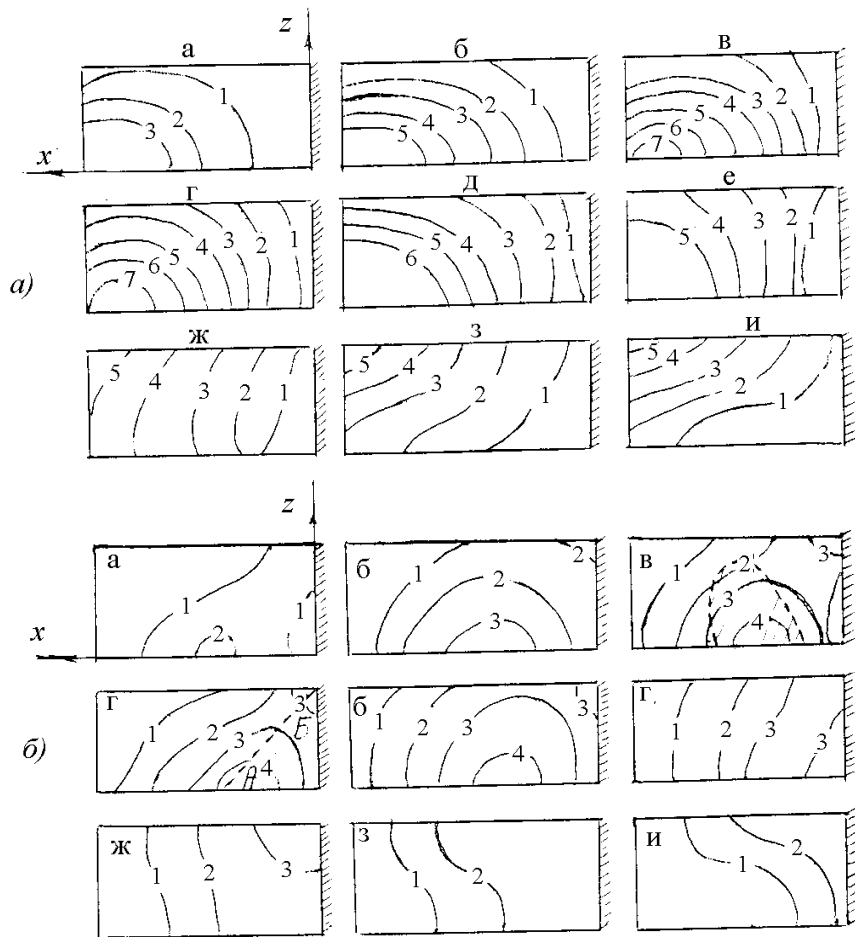 z
а б в
1 2 3
1 2 3 4 5
1 2 3 4 5 6 7
x
г д е
а)
7 6 5 4 3 2 1
6 5 4 3 2 1
5 4 3 2 1
ж з и
5 4 3 2 1
5 4 3 2 1
5 4 3 2 1
z
а 1 2 1
б 1 2 3 2
в 1 2 3 4 3
x
б)
г 1 2 3 4 3
б 1 2 3 4 3
г 1 2 3 3
ж 1 2 3
з 1 2
и 1 2